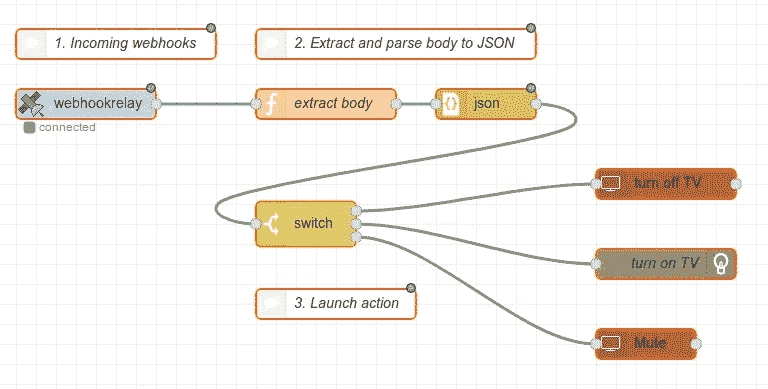 1. Incoming webhooks
2. Extract and parse body to JSON
webhookrelay
extract body
json
connected
turn off TV
switch
turn on TV
3. Launch action
Mute